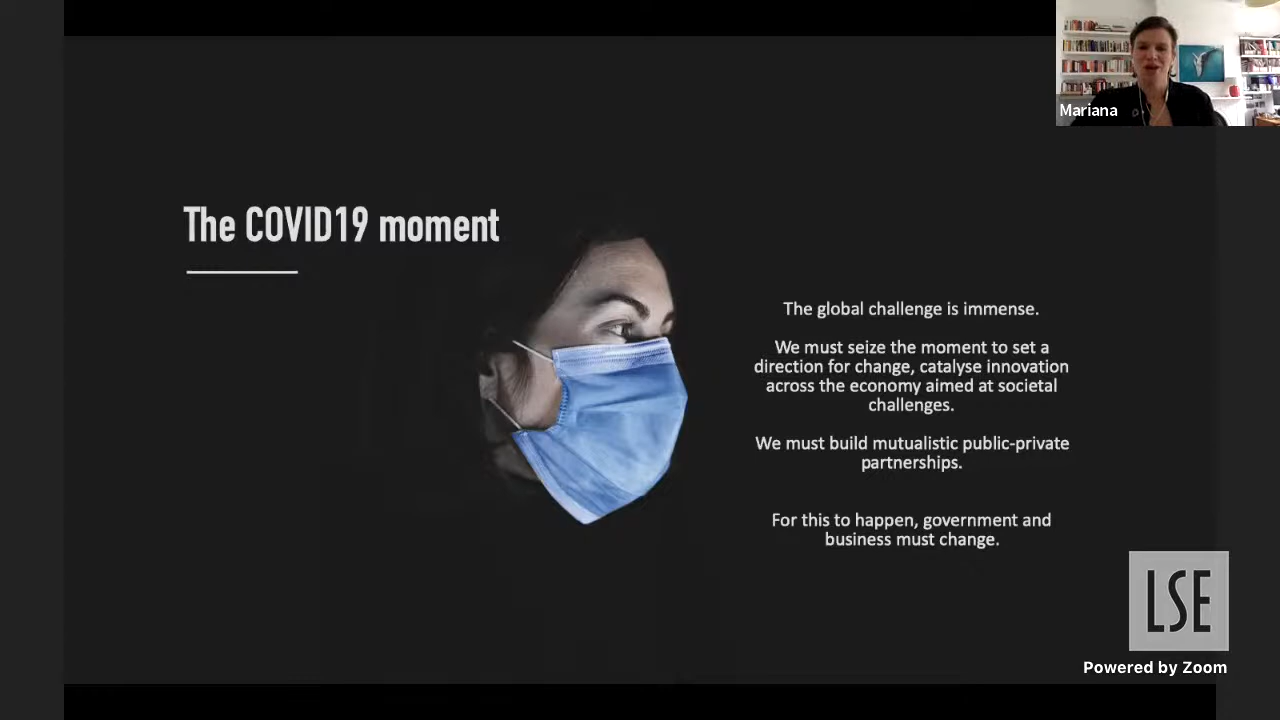 Mariana
The COVID19 moment
The global challenge is immense.
We must seize the moment to set a
direction for change, catalyse innovation
across the economy aimed at societal
challenges.
We must build mutualistic public-private
partnerships.
For this to happen, government and
business must change.
LSE
Powered by Zoom